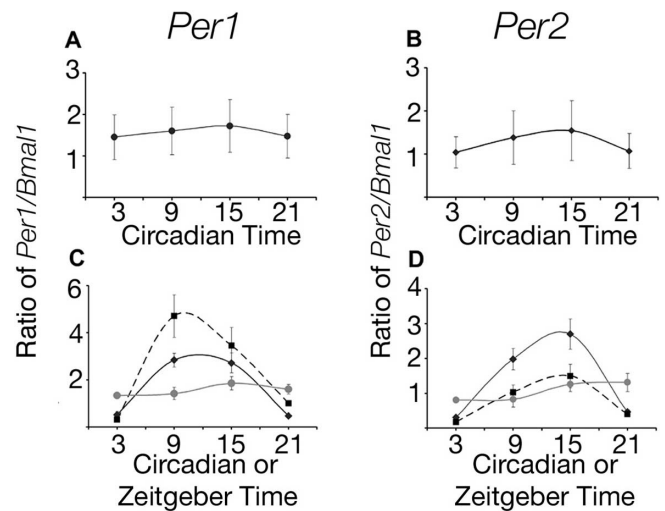 Per1
Per2
A
B
Ratio of Per1/Bmal1
Ratio of Per2/Bmal1
3
2
1
3 9 15 21
Circadian Time
3
2
1
3 9 15 21
Circadian Time
C
D
6
4
2
3 9 15 21
Circadian or
Zeitgeber Time
4
3
2
1
3 9 15 21
Circadian or
Zeitgeber Time